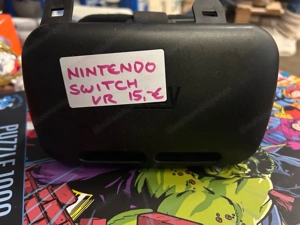 NINTENDO
SWITCH
VR 15,-€
PUZZLE 1000